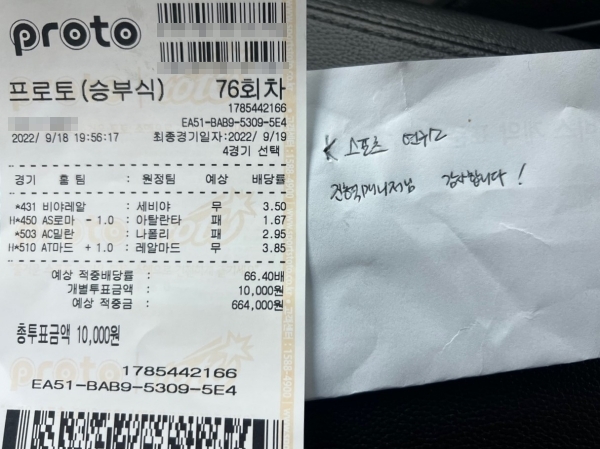 proto
프로토(승부식) 76회차
1785442166
EA51-BAB9-5309-5E4
2022/ 9/18 19:56:17 최종경기일자:2022/ 9/19
4경기 선택
경기 홈 팀 : 원정팀 예상 배당률
*431 비야레알 : 세비야 무 3.50
H*450 AS로마 - 1.0 : 아탈란타 패 1.67
*503 AC밀란 : 나폴리 패 2.95
H*510 AT마드 + 1.0 : 레알마드 무 3.85
예상 적중배당률 : 66.40배
개별투표금액 : 10,000원
예상 적중금 : 664,000원
총투표금액 10,000원
1785442166
EA51-BAB9-5309-5E4
K 스포츠 연구소
매니저님 감사합니다!